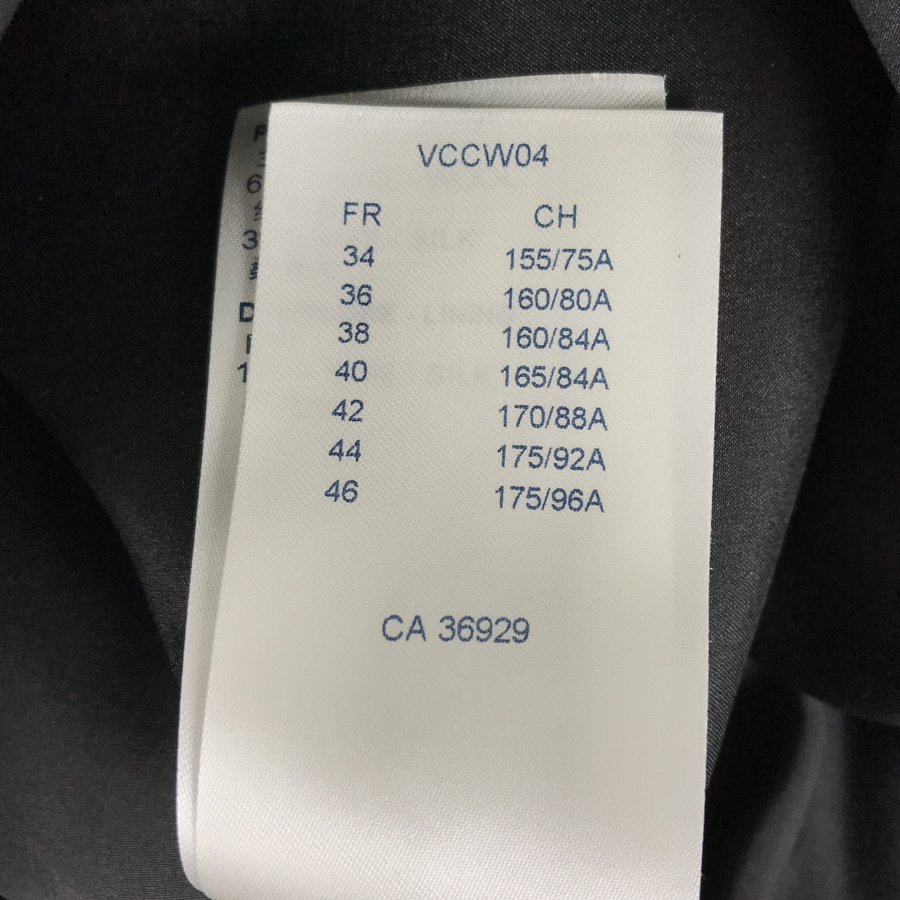 VCCW04
FR CH
34 155/75A
36 160/80A
38 160/84A
40 165/84A
42 170/88A
44 175/92A
46 175/96A
CA 36929